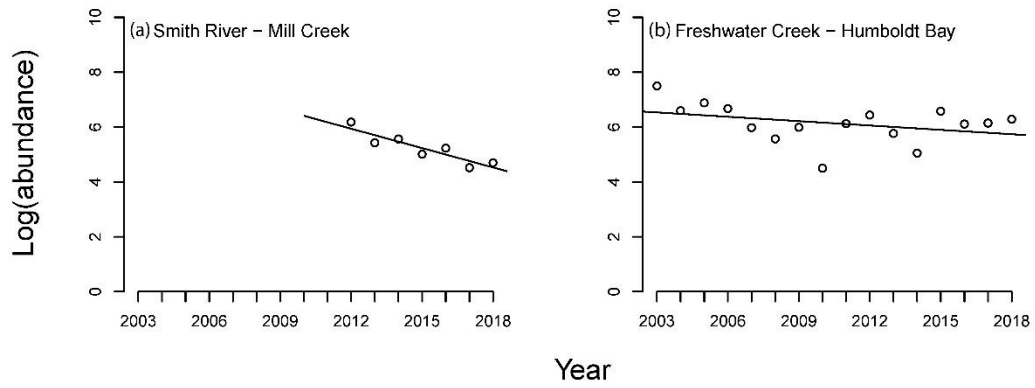 (a) Smith River – Mill Creek
(b) Freshwater Creek – Humboldt Bay
Log(abundance)
10
8
6
4
2
0
10
8
6
4
2
0
2003 2006 2009 2012 2015 2018
2003 2006 2009 2012 2015 2018
Year